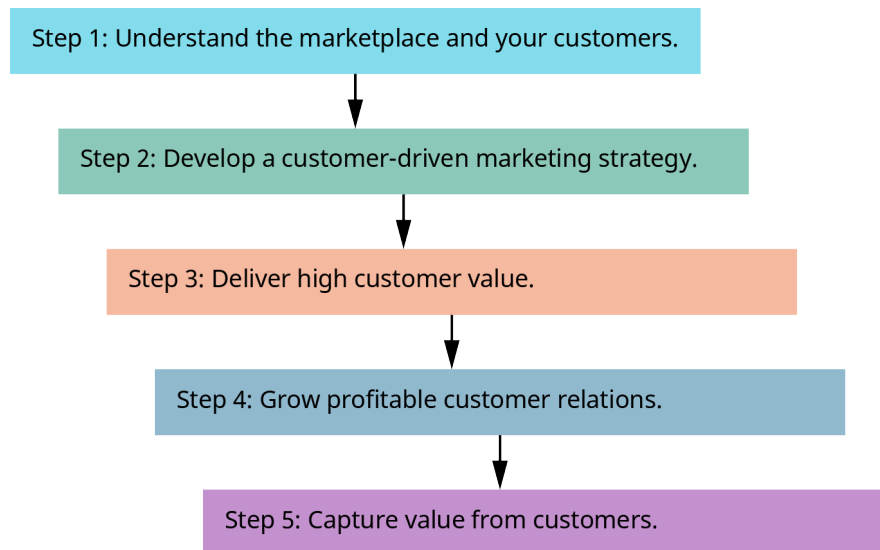 Step 1: Understand the marketplace and your customers.
Step 2: Develop a customer-driven marketing strategy.
Step 3: Deliver high customer value.
Step 4: Grow profitable customer relations.
Step 5: Capture value from customers.